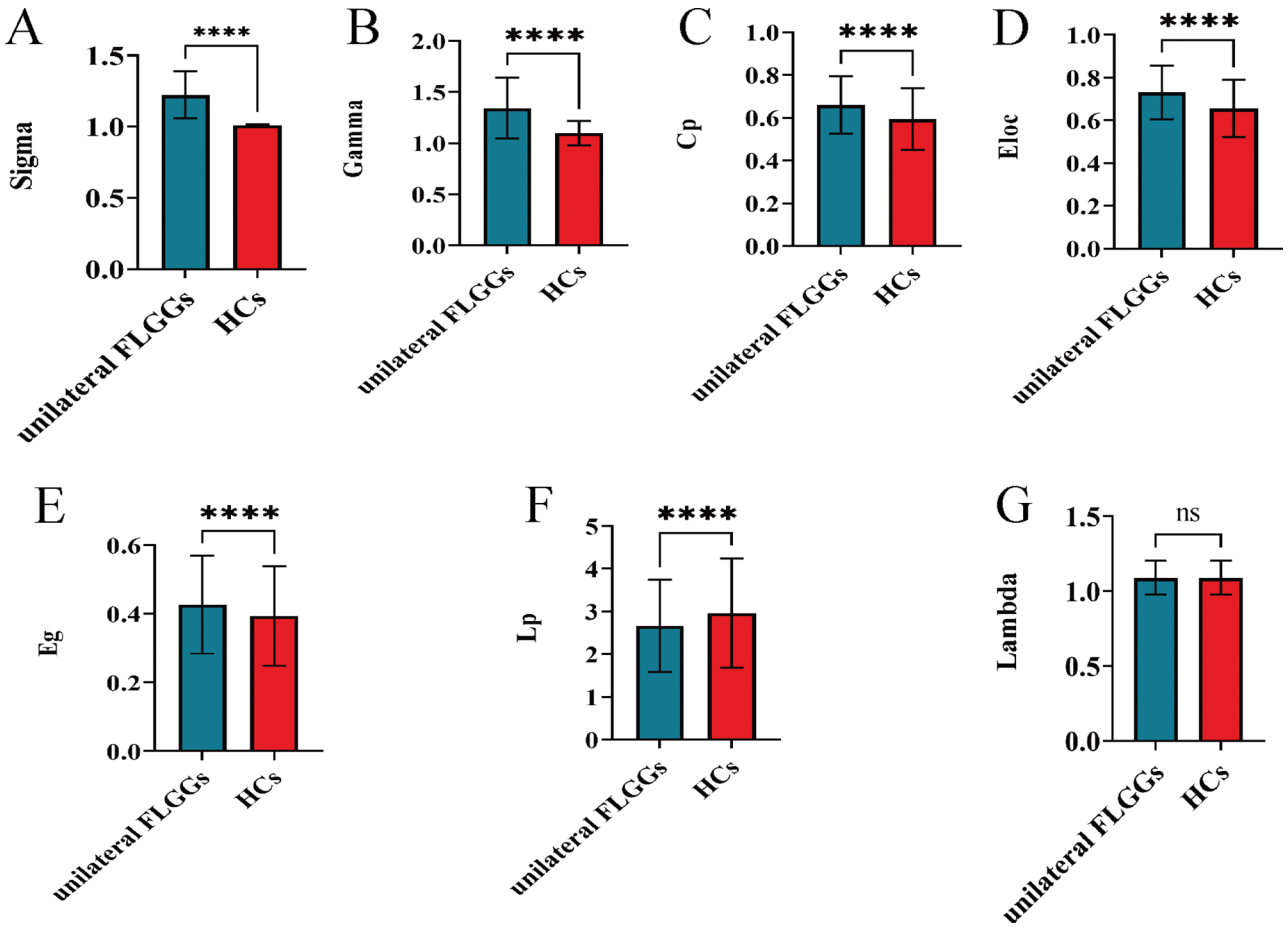 A
****
Sigma
1.5
1.0
0.5
0.0
unilateral FLGGs
HCs
B
****
Gamma
2.0
1.5
1.0
0.5
0.0
unilateral FLGGs
HCs
C
****
Cp
1.0
0.8
0.6
0.4
0.2
0.0
unilateral FLGGs
HCs
D
****
Eloc
1.0
0.8
0.6
0.4
0.2
0.0
unilateral FLGGs
HCs
E
****
Eg
0.6
0.4
0.2
0.0
unilateral FLGGs
HCs
F
****
Lp
5
4
3
2
1
0
unilateral FLGGs
HCs
G
ns
Lambda
1.5
1.0
0.5
0.0
unilateral FLGGs
HCs